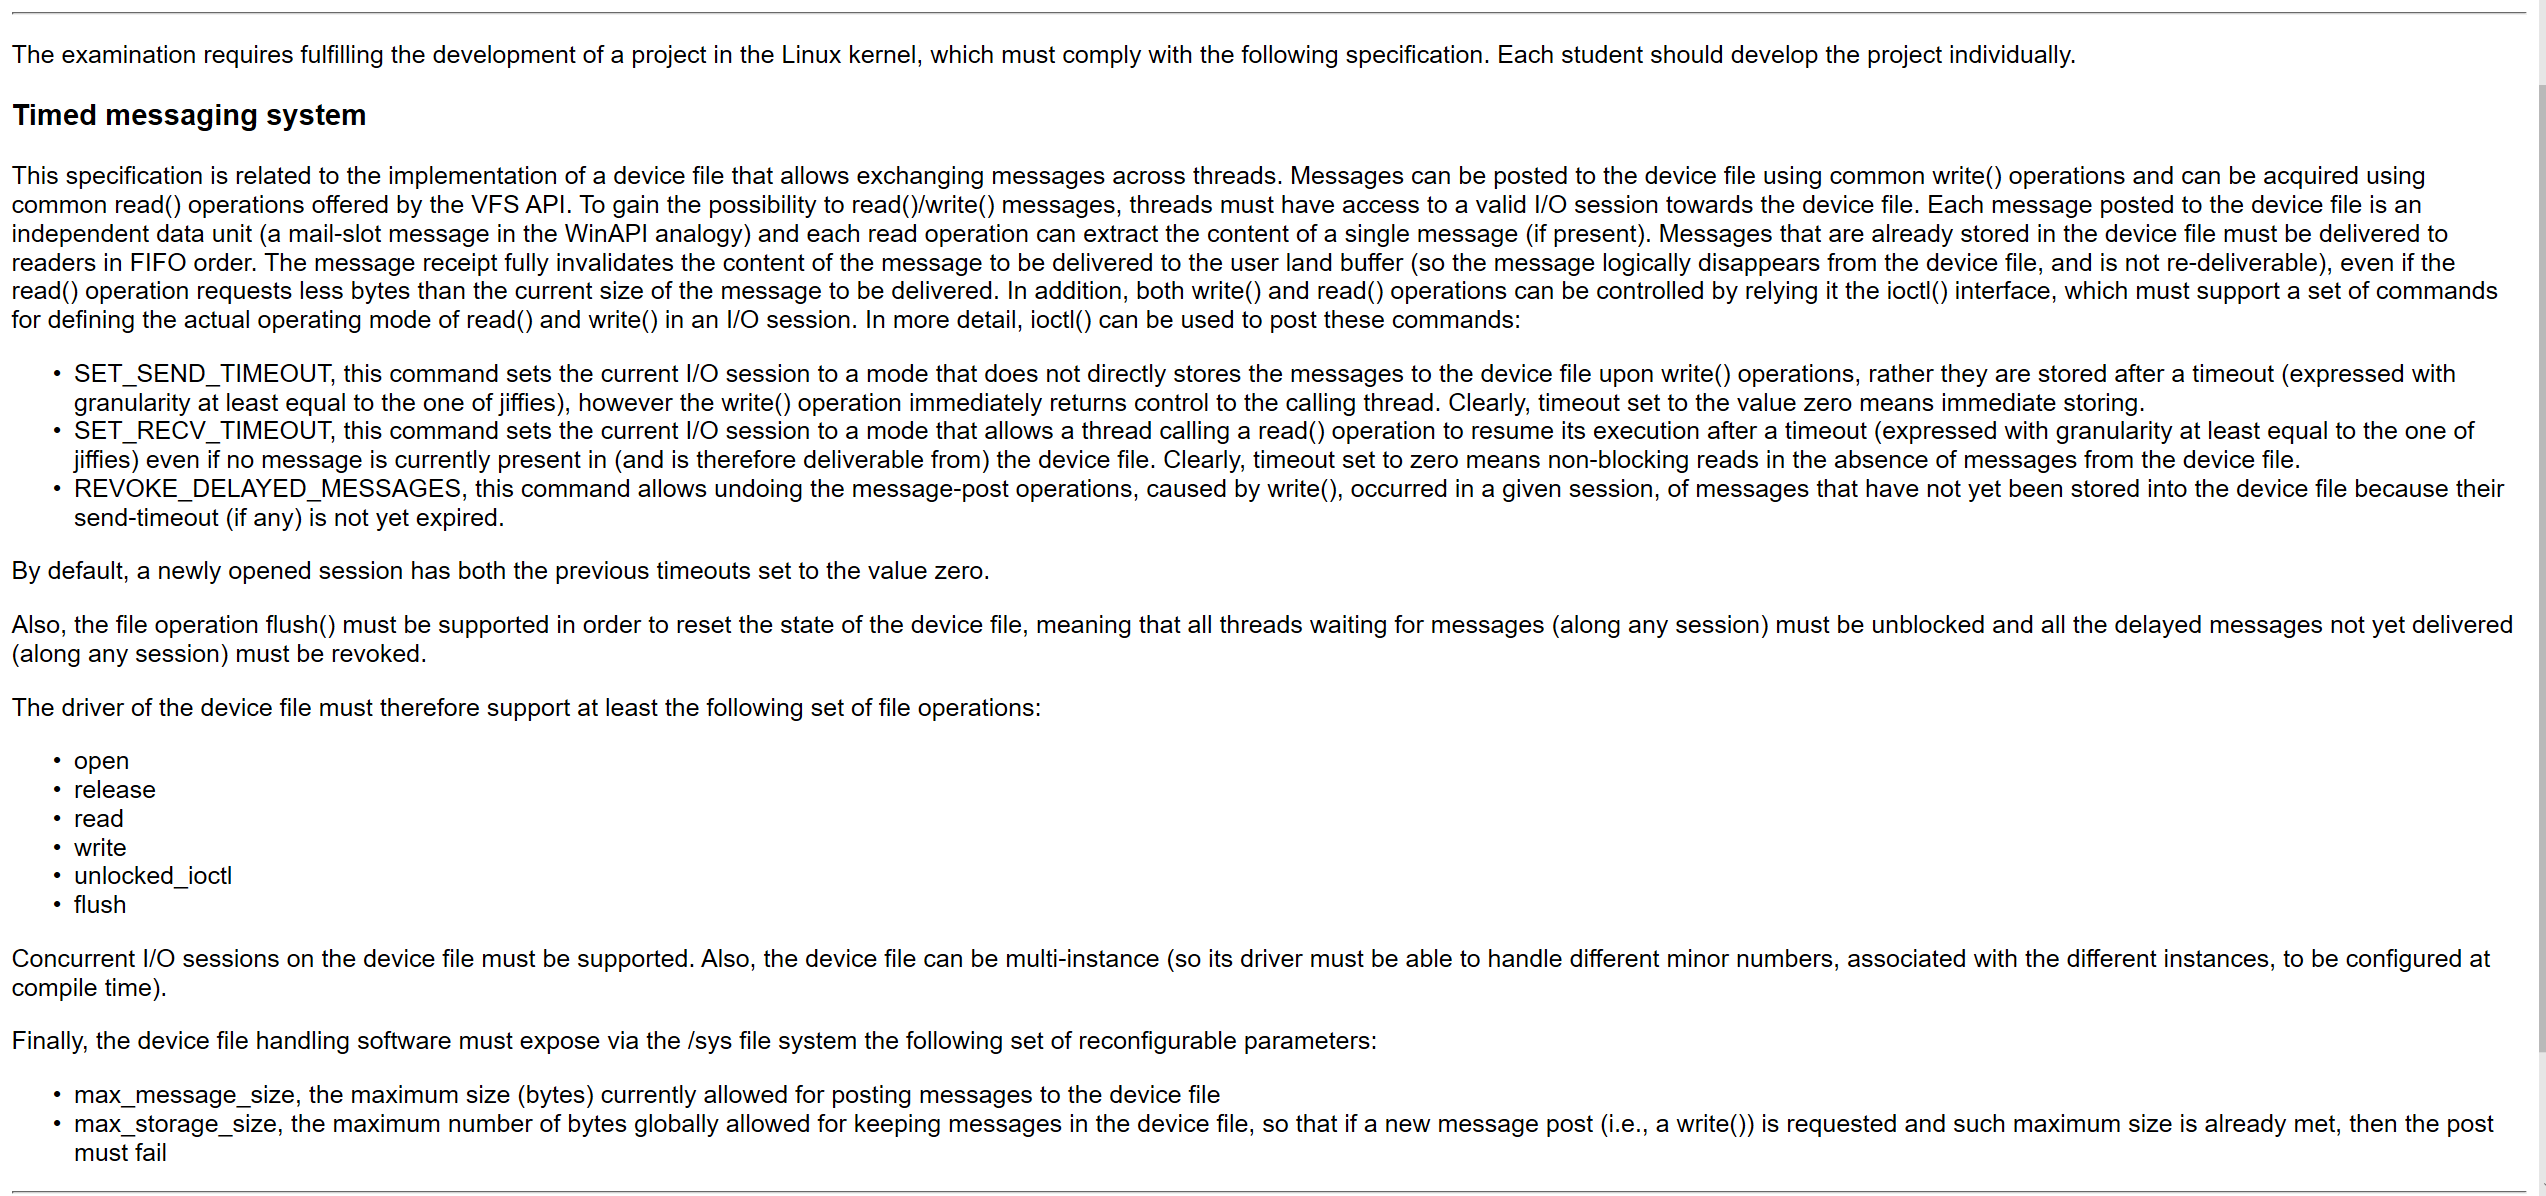 The examination requires fulfilling the development of a project in the Linux kernel, which must comply with the following specification. Each student should develop the project individually.
Timed messaging system
This specification is related to the implementation of a device file that allows exchanging messages across threads. Messages can be posted to the device file using common write() operations and can be acquired using
common read() operations offered by the VFS API. To gain the possibility to read()/write() messages, threads must have access to a valid I/O session towards the device file. Each message posted to the device file is an
independent data unit (a mail-slot message in the WinAPI analogy) and each read operation can extract the content of a single message (if present). Messages that are already stored in the device file must be delivered to
readers in FIFO order. The message receipt fully invalidates the content of the message to be delivered to the user land buffer (so the message logically disappears from the device file, and is not re-deliverable), even if the
read() operation requests less bytes than the current size of the message to be delivered. In addition, both write() and read() operations can be controlled by relying it the ioctl() interface, which must support a set of commands
for defining the actual operating mode of read() and write() in an I/O session. In more detail, ioctl() can be used to post these commands:
• SET_SEND_TIMEOUT, this command sets the current I/O session to a mode that does not directly stores the messages to the device file upon write() operations, rather they are stored after a timeout (expressed with
granularity at least equal to the one of jiffies), however the write() operation immediately returns control to the calling thread. Clearly, timeout set to the value zero means immediate storing.
• SET_RECV_TIMEOUT, this command sets the current I/O session to a mode that allows a thread calling a read() operation to resume its execution after a timeout (expressed with granularity at least equal to the one of
jiffies) even if no message is currently present in (and is therefore deliverable from) the device file. Clearly, timeout set to zero means non-blocking reads in the absence of messages from the device file.
• REVOKE_DELAYED_MESSAGES, this command allows undoing the message-post operations, caused by write(), occurred in a given session, of messages that have not yet been stored into the device file because their
send-timeout (if any) is not yet expired.
By default, a newly opened session has both the previous timeouts set to the value zero.
Also, the file operation flush() must be supported in order to reset the state of the device file, meaning that all threads waiting for messages (along any session) must be unblocked and all the delayed messages not yet delivered
(along any session) must be revoked.
The driver of the device file must therefore support at least the following set of file operations:
• open
• release
• read
• write
• unlocked_ioctl
• flush
Concurrent I/O sessions on the device file must be supported. Also, the device file can be multi-instance (so its driver must be able to handle different minor numbers, associated with the different instances, to be configured at
compile time).
Finally, the device file handling software must expose via the /sys file system the following set of reconfigurable parameters:
• max_message_size, the maximum size (bytes) currently allowed for posting messages to the device file
• max_storage_size, the maximum number of bytes globally allowed for keeping messages in the device file, so that if a new message post (i.e., a write()) is requested and such maximum size is already met, then the post
must fail